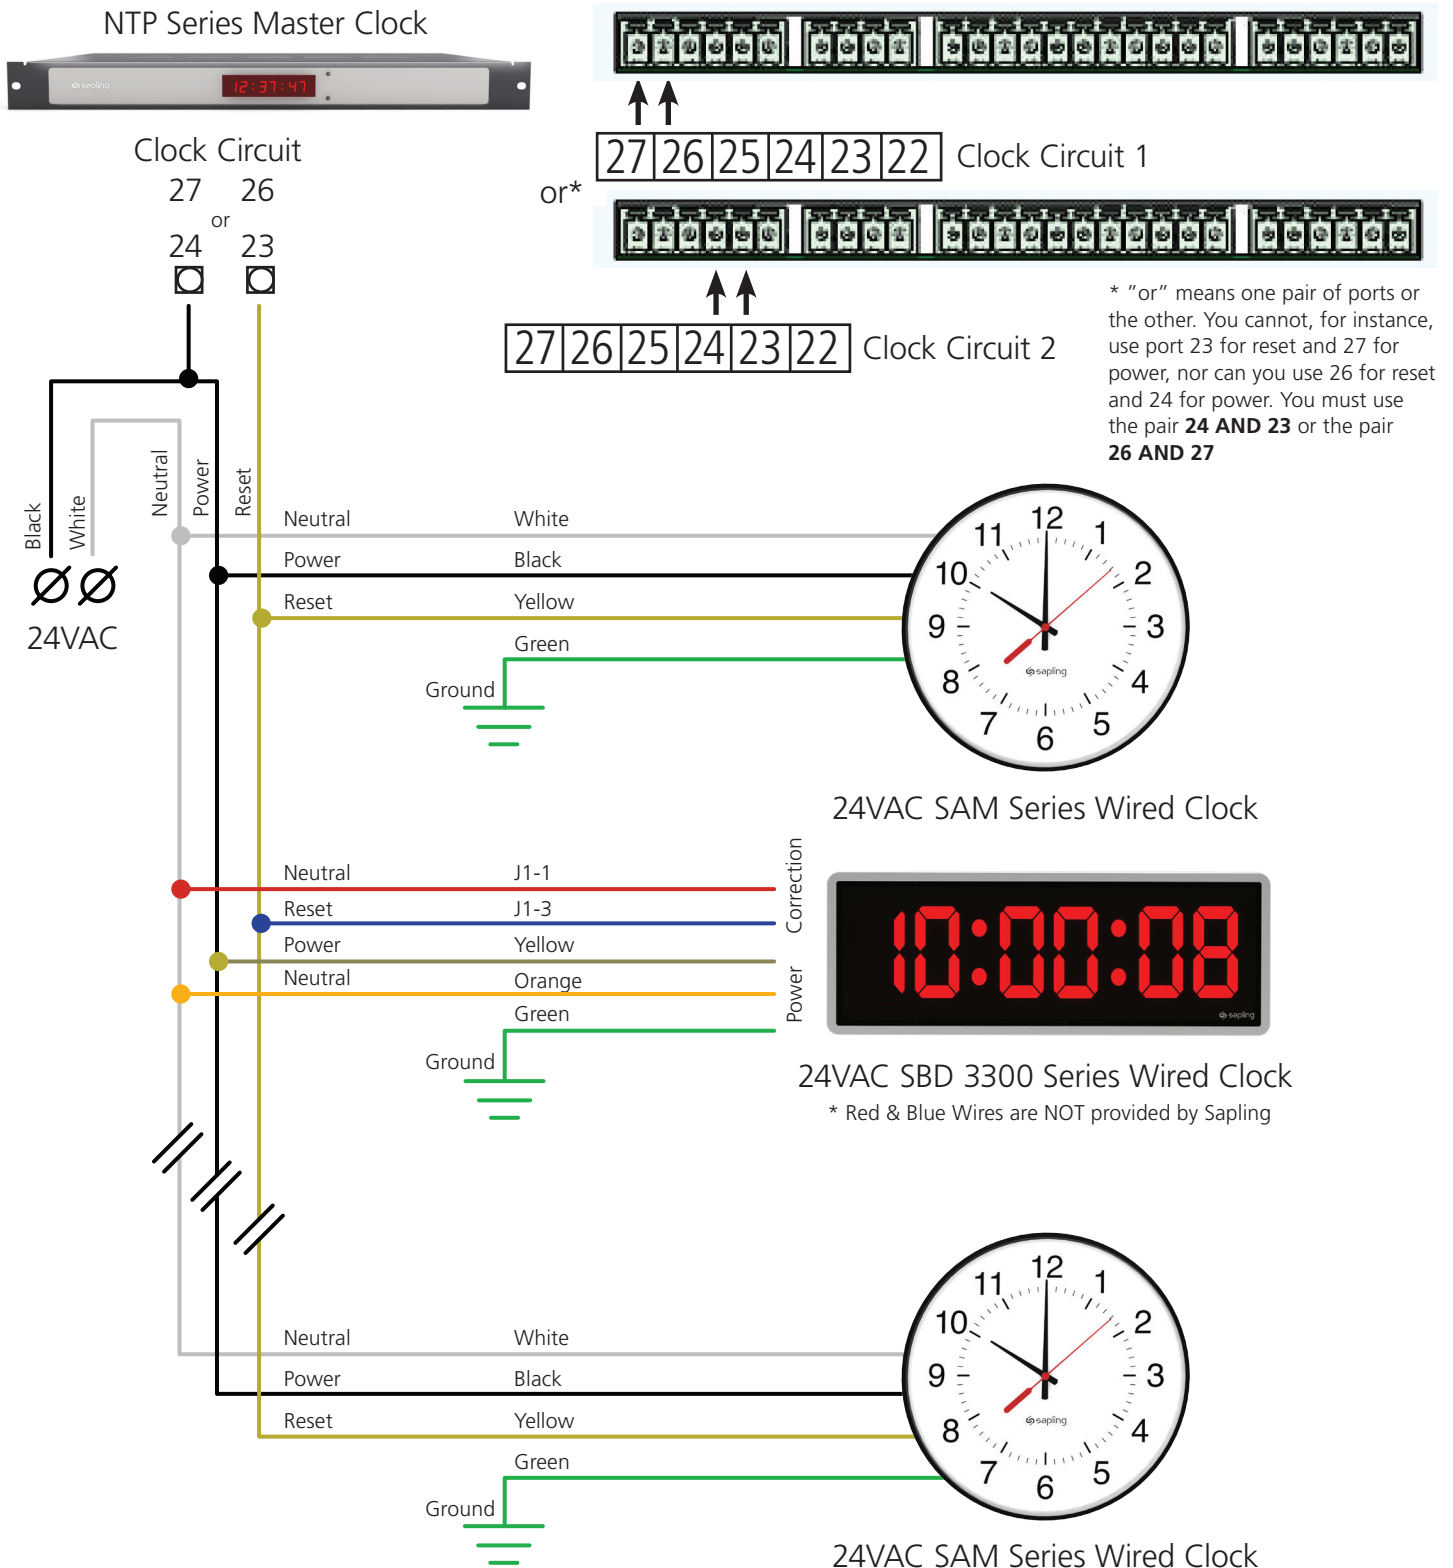 NTP Series Master Clock
sapling
12:37:47
Clock Circuit
27 26
or
24 23
27 26 25 24 23 22 Clock Circuit 1
or*
27 26 25 24 23 22 Clock Circuit 2
* "or" means one pair of ports or
the other. You cannot, for instance,
use port 23 for reset and 27 for
power, nor can you use 26 for reset
and 24 for power. You must use
the pair 24 AND 23 or the pair
26 AND 27
Black
White
Neutral
Power
Reset
24VAC
Neutral White
Power Black
Reset Yellow
Green
Ground
12
1
2
3
4
5
6
7
8
9
10
11
sapling
24VAC SAM Series Wired Clock
Neutral J1-1
Reset J1-3
Power Yellow
Neutral Orange
Green
Ground
Correction
Power
10:00:08
sapling
24VAC SBD 3300 Series Wired Clock
* Red & Blue Wires are NOT provided by Sapling
Neutral White
Power Black
Reset Yellow
Green
Ground
12
1
2
3
4
5
6
7
8
9
10
11
sapling
24VAC SAM Series Wired Clock